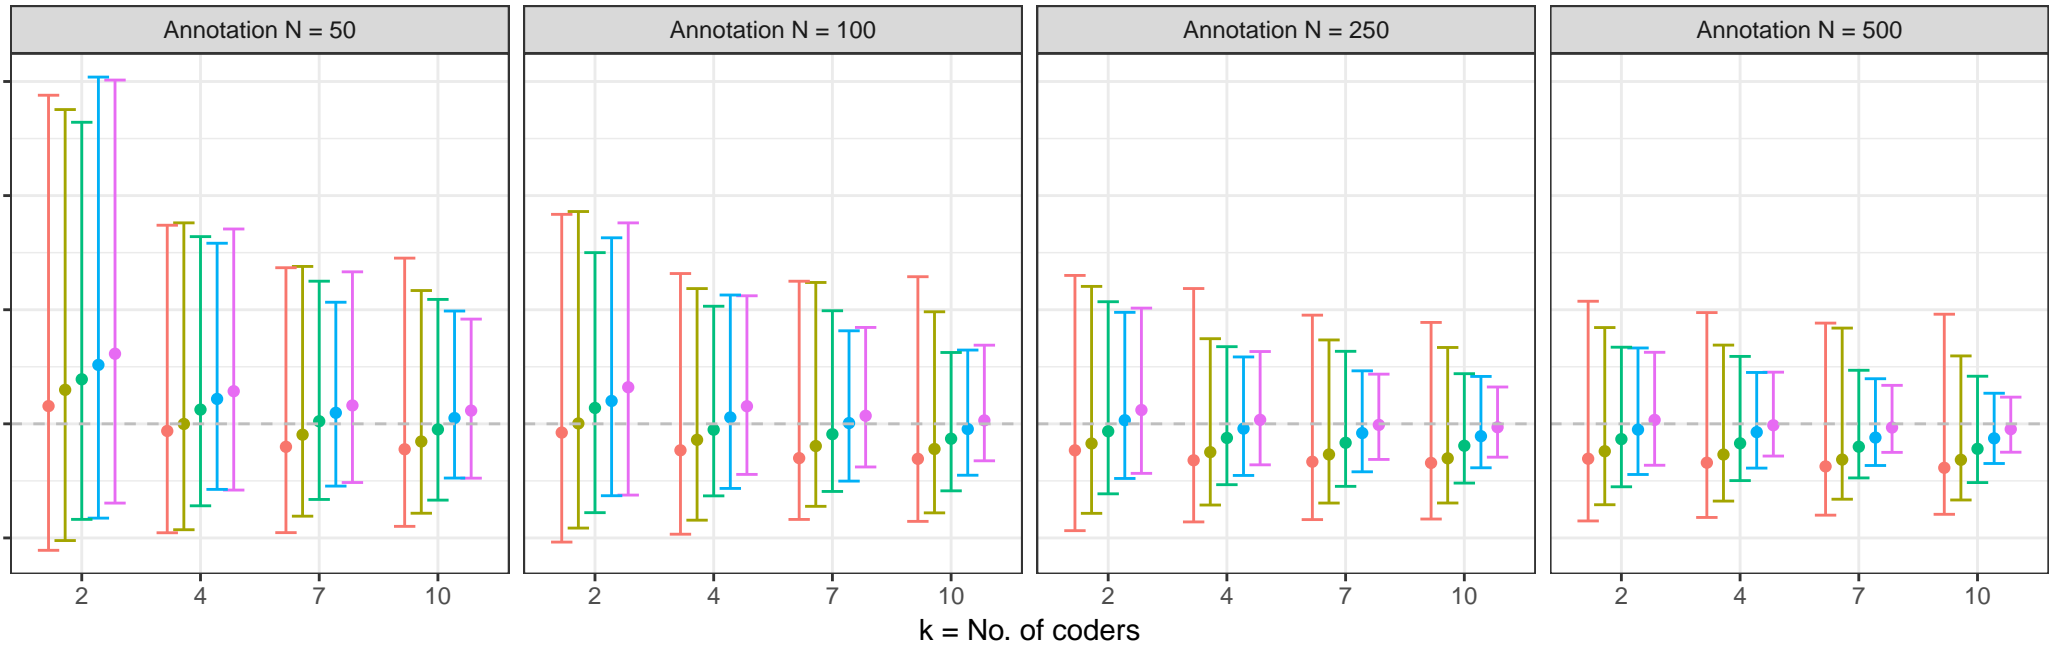 Annotation N = 50
Annotation N = 100
Annotation N = 250
Annotation N = 500
2 4 7 10
2 4 7 10
2 4 7 10
2 4 7 10
k = No. of coders